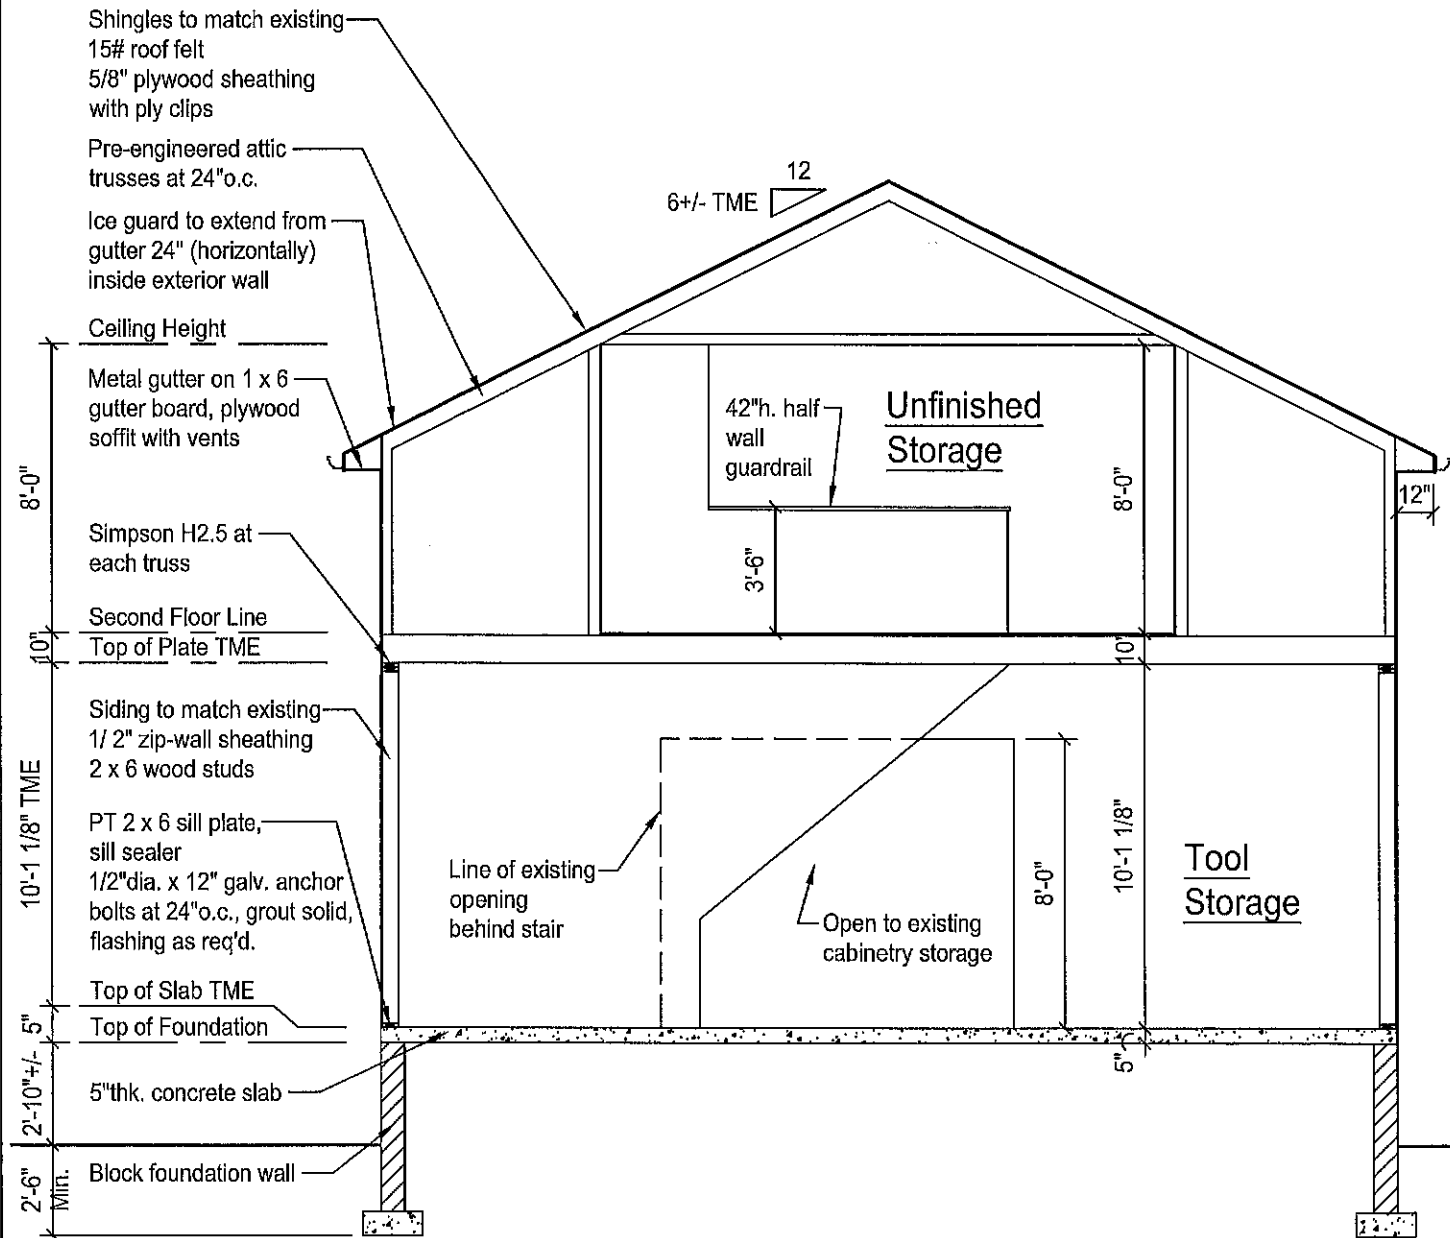 Shingles to match existing
15# roof felt
5/8" plywood sheathing
with ply clips
Pre-engineered attic
trusses at 24"o.c.
Ice guard to extend from
gutter 24" (horizontally)
inside exterior wall
Ceiling Height
Metal gutter on 1 x 6
gutter board, plywood
soffit with vents
Simpson H2.5 at
each truss
Second Floor Line
Top of Plate TME
Siding to match existing
1/ 2" zip-wall sheathing
2 x 6 wood studs
PT 2 x 6 sill plate,
sill sealer
1/2"dia. x 12" galv. anchor
bolts at 24"o.c., grout solid,
flashing as req'd.
Top of Slab TME
Top of Foundation
5"thk. concrete slab
Block foundation wall
8'-0"
10"
10'-1 1/8" TME
5"
2'-10"+/-
2'-6"
Min.
12
6+/- TME
42"h. half
wall
guardrail
Unfinished
Storage
3'-6"
8'-0"
12"
10"
Line of existing
opening
behind stair
Open to existing
cabinetry storage
8'-0"
10'-1 1/8"
Tool
Storage
5"